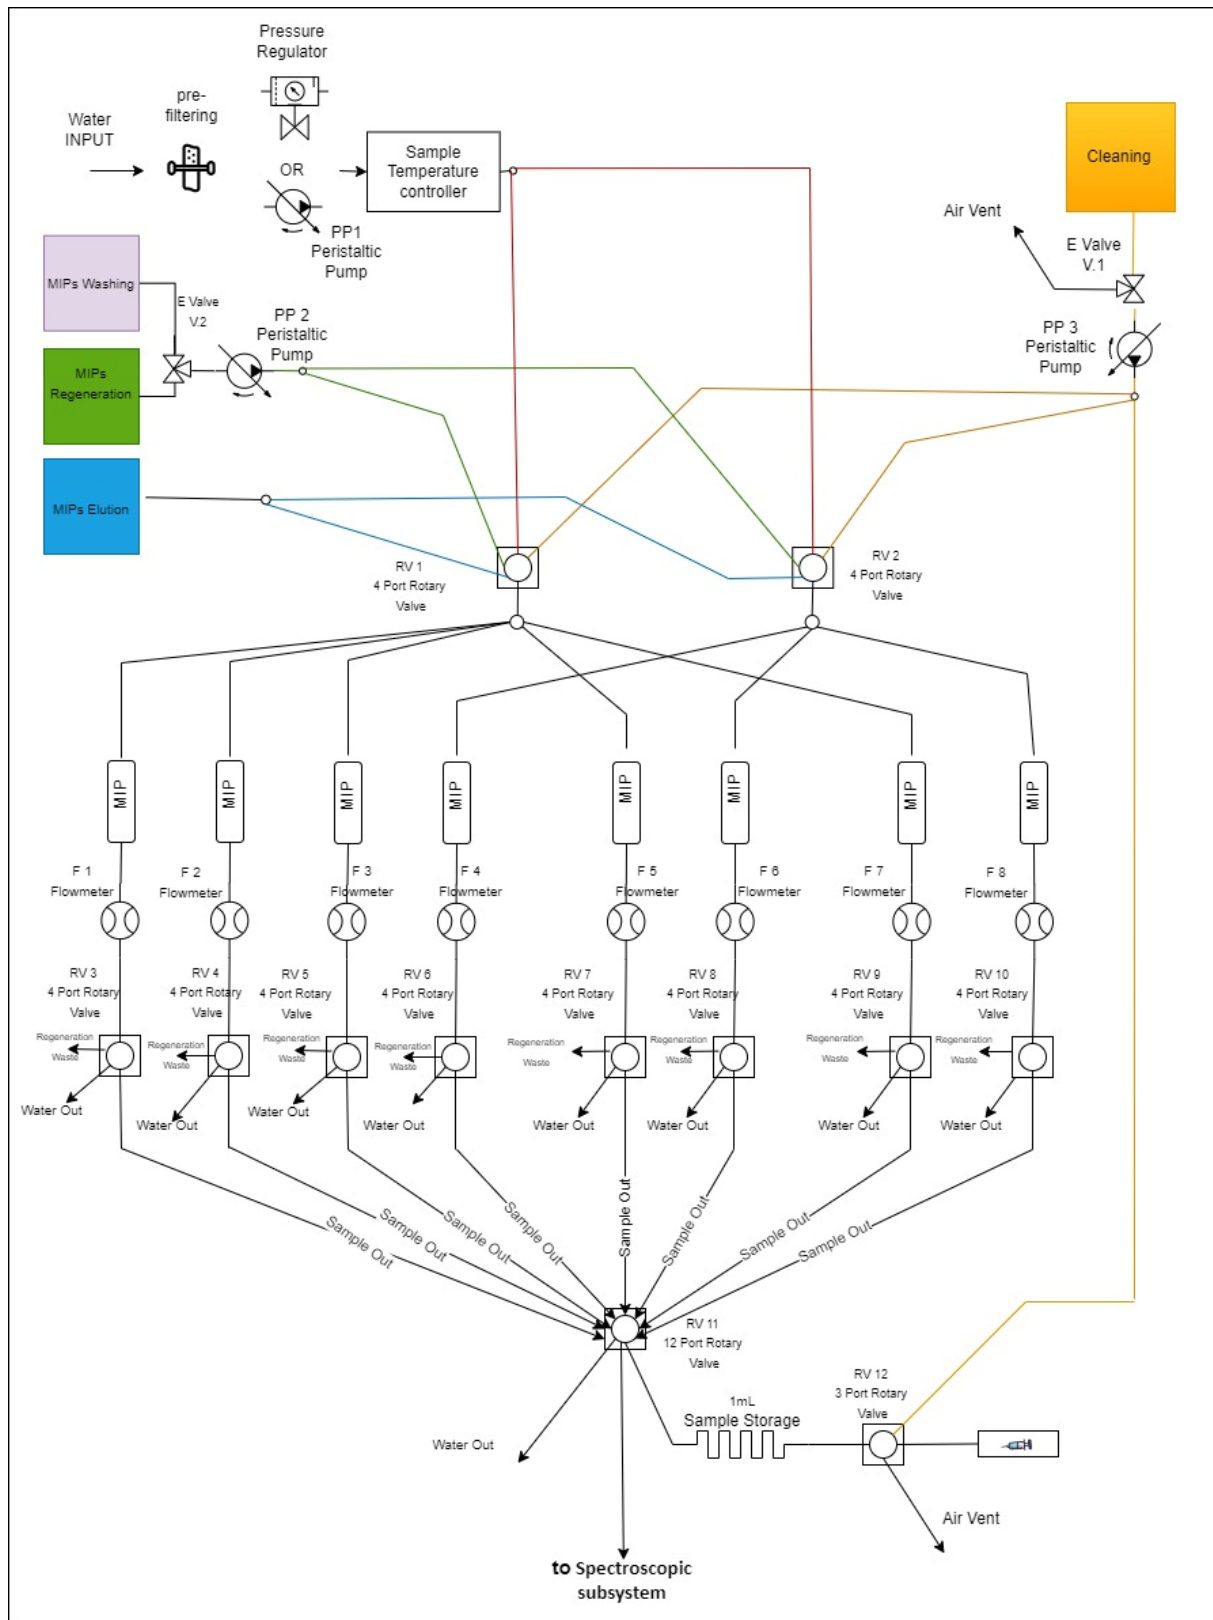 Pressure
Regulator
pre-
filtering
Water
INPUT
OR
Sample
Temperature
controller
PP1
Peristaltic
Pump
Cleaning
Air Vent
E Valve
V.1
MIPs Washing
E Valve
V.2
PP 2
Peristaltic
Pump
PP 3
Peristaltic
Pump
MIPs
Regeneration
MIPs Elution
RV 1
4 Port Rotary
Valve
RV 2
4 Port Rotary
Valve
MIP
MIP
MIP
MIP
MIP
MIP
MIP
MIP
F 1
Flowmeter
F 2
Flowmeter
F 3
Flowmeter
F 4
Flowmeter
F 5
Flowmeter
F 6
Flowmeter
F 7
Flowmeter
F 8
Flowmeter
RV 3
4 Port Rotary
Valve
RV 4
4 Port Rotary
Valve
RV 5
4 Port Rotary
Valve
RV 6
4 Port Rotary
Valve
RV 7
4 Port Rotary
Valve
RV 8
4 Port Rotary
Valve
RV 9
4 Port Rotary
Valve
RV 10
4 Port Rotary
Valve
Regeneration
Waste
Regeneration
Waste
Regeneration
Waste
Regeneration
Waste
Regeneration
Waste
Regeneration
Waste
Regeneration
Waste
Regeneration
Waste
Water Out
Water Out
Water Out
Water Out
Water Out
Water Out
Water Out
Water Out
Sample Out
Sample Out
Sample Out
Sample Out
Sample Out
Sample Out
Sample Out
Sample Out
RV 11
12 Port Rotary
Valve
RV 12
3 Port Rotary
Valve
1mL
Sample Storage
Water Out
Air Vent
to Spectroscopic
subsystem